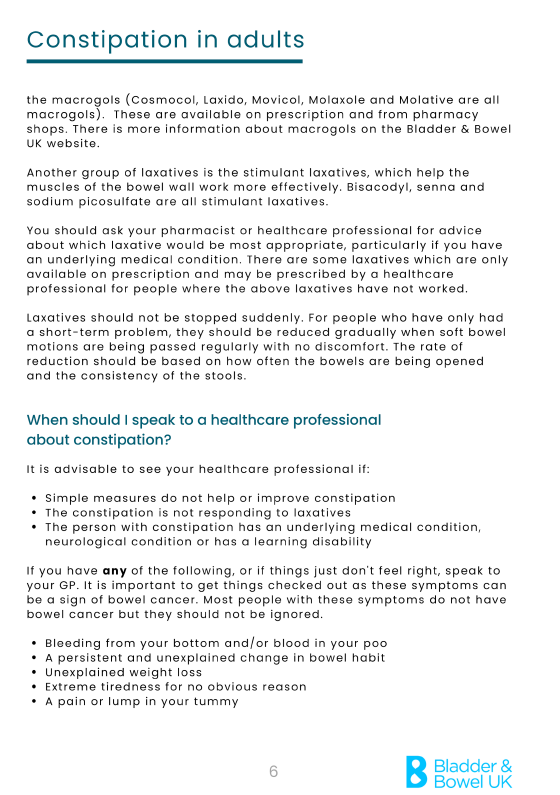 Constipation in adults
the macrogols (Cosmocol, Laxido, Movicol, Molaxole and Molative are all
macrogols).  These are available on prescription and from pharmacy
shops. There is more information about macrogols on the Bladder & Bowel
UK website.
Another group of laxatives is the stimulant laxatives, which help the
muscles of the bowel wall work more effectively. Bisacodyl, senna and
sodium picosulfate are all stimulant laxatives.
You should ask your pharmacist or healthcare professional for advice
about which laxative would be most appropriate, particularly if you have
an underlying medical condition. There are some laxatives which are only
available on prescription and may be prescribed by a healthcare
professional for people where the above laxatives have not worked.
Laxatives should not be stopped suddenly. For people who have only had
a short-term problem, they should be reduced gradually when soft bowel
motions are being passed regularly with no discomfort. The rate of
reduction should be based on how often the bowels are being opened
and the consistency of the stools.
When should I speak to a healthcare professional
about constipation?
It is advisable to see your healthcare professional if:
• Simple measures do not help or improve constipation
• The constipation is not responding to laxatives
• The person with constipation has an underlying medical condition,
neurological condition or has a learning disability
If you have any of the following, or if things just don't feel right, speak to
your GP. It is important to get things checked out as these symptoms can
be a sign of bowel cancer. Most people with these symptoms do not have
bowel cancer but they should not be ignored.
• Bleeding from your bottom and/or blood in your poo
• A persistent and unexplained change in bowel habit
• Unexplained weight loss
• Extreme tiredness for no obvious reason
• A pain or lump in your tummy
6
Bladder &
Bowel UK